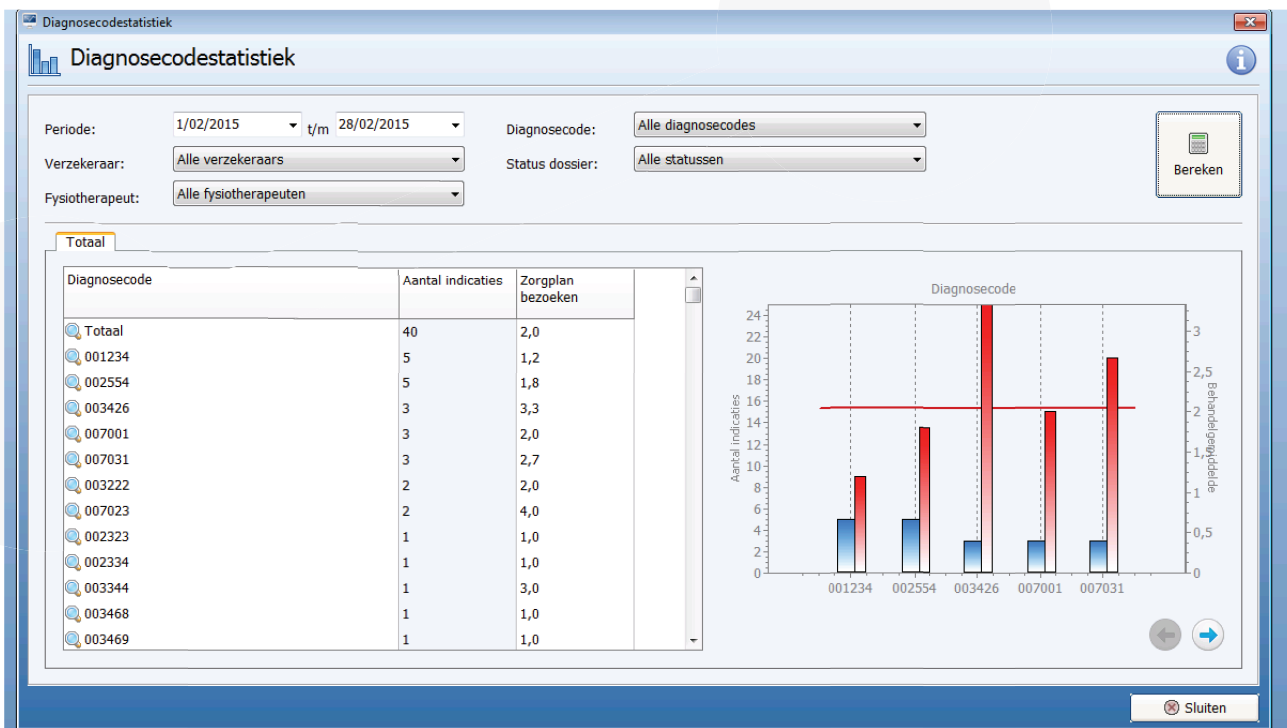 Diagnosecodestatistiek
Diagnosecodestatistiek
Periode: 1/02/2015 t/m 28/02/2015 Diagnosecode: Alle diagnosecodes
Verzekeraar: Alle verzekeraars Status dossier: Alle statussen
Bereken
Fysiotherapeut: Alle fysiotherapeuten
Totaal
Diagnosecode Aantal indicaties Zorgplan
bezoeken
Totaal 40 2,0
001234 5 1,2
002554 5 1,8
003426 3 3,3
007001 3 2,0
007031 3 2,7
003222 2 2,0
007023 2 4,0
002323 1 1,0
002334 1 1,0
003344 1 3,0
003468 1 1,0
003469 1 1,0
Diagnosecode
Aantal indicaties
24
22
20
18
16
14
12
10
8
6
4
2
0
001234 002554 003426 007001 007031
3
2,5
2
1,5
1
0,5
0
Behandelgemiddelde
Sluiten